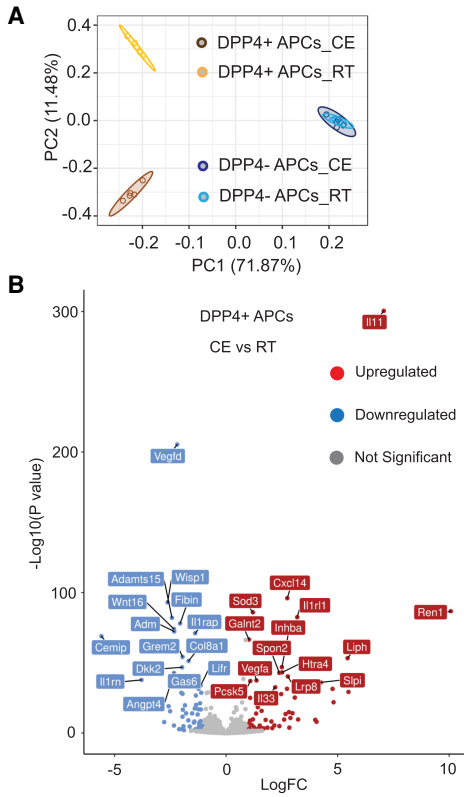 A
0.4
0.2
0.0
-0.2
-0.4
PC2 (11.48%)
DPP4+ APCs_CE
DPP4+ APCs_RT
DPP4- APCs_CE
DPP4- APCs_RT
-0.2 -0.1 0.0 0.1 0.2
PC1 (71.87%)
B
300
200
100
0
-Log10(P value)
DPP4+ APCs
CE vs RT
Il11
Upregulated
Downregulated
Not Significant
Vegfd
Adamts15 Wisp1
Cxcl14
Wnt16 Fibin
Sod3 Il1rl1
Ren1
Adm Il1rap
Galnt2 Inhba
Cemip Grem2 Col8a1
Spon2 Liph
Dkk2 Lifr
Vegfa Htra4
Il1rn Gas6
Slpi
Pcsk5 Il33 Lrp8
Angpt4
-5 0 5 10
LogFC